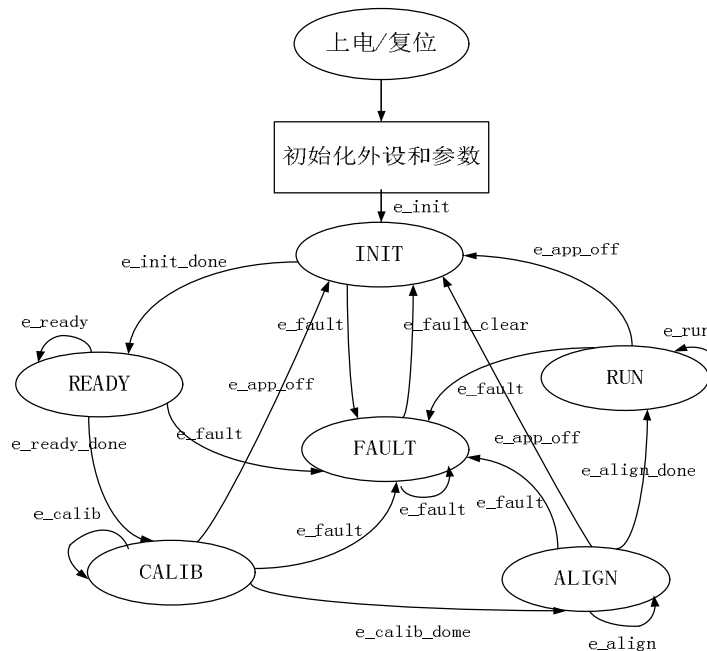 上电/复位
初始化外设和参数
e_init
INIT
e_app_off
e_init_done
e_ready
e_fault
e_fault_clear
e_run
READY
e_app_off
e_fault
RUN
e_ready_done
e_fault
FAULT
e_app_off
e_align_done
e_calib
e_fault
e_fault
e_fault
CALIB
ALIGN
e_calib_dome
e_align